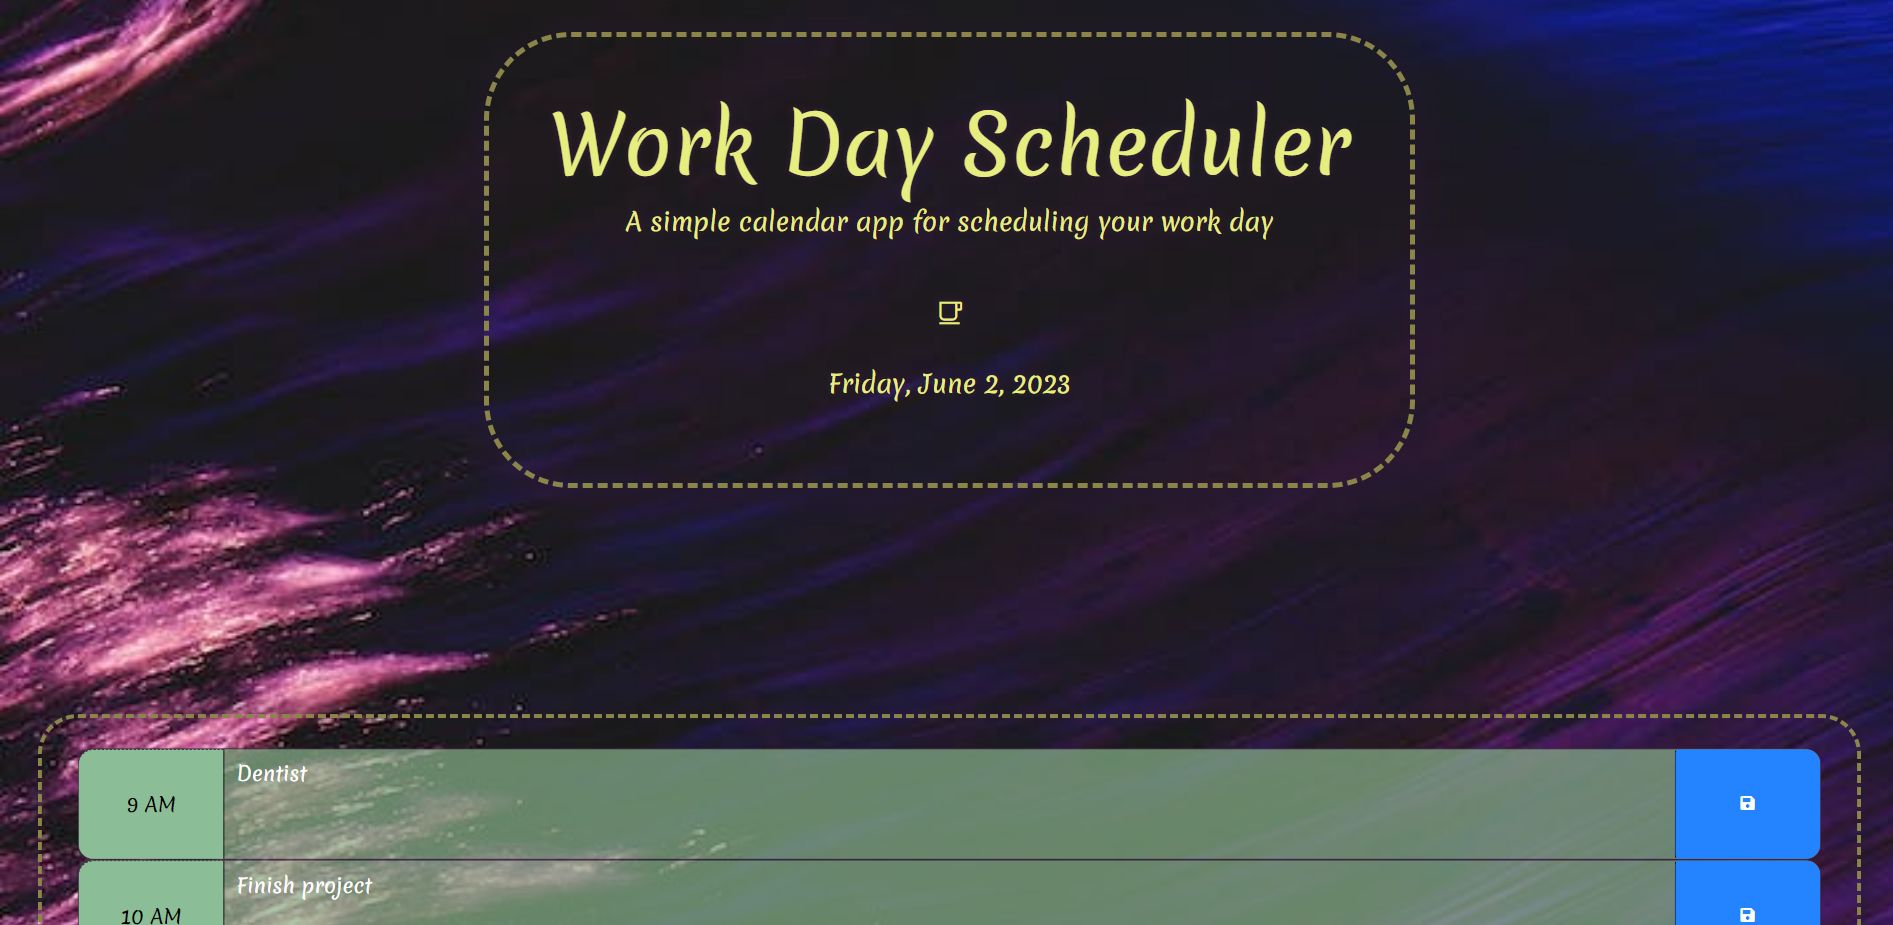 Work Day Scheduler
A simple calendar app for scheduling your work day
Friday, June 2, 2023
9 AM
Dentist
10 AM
Finish project